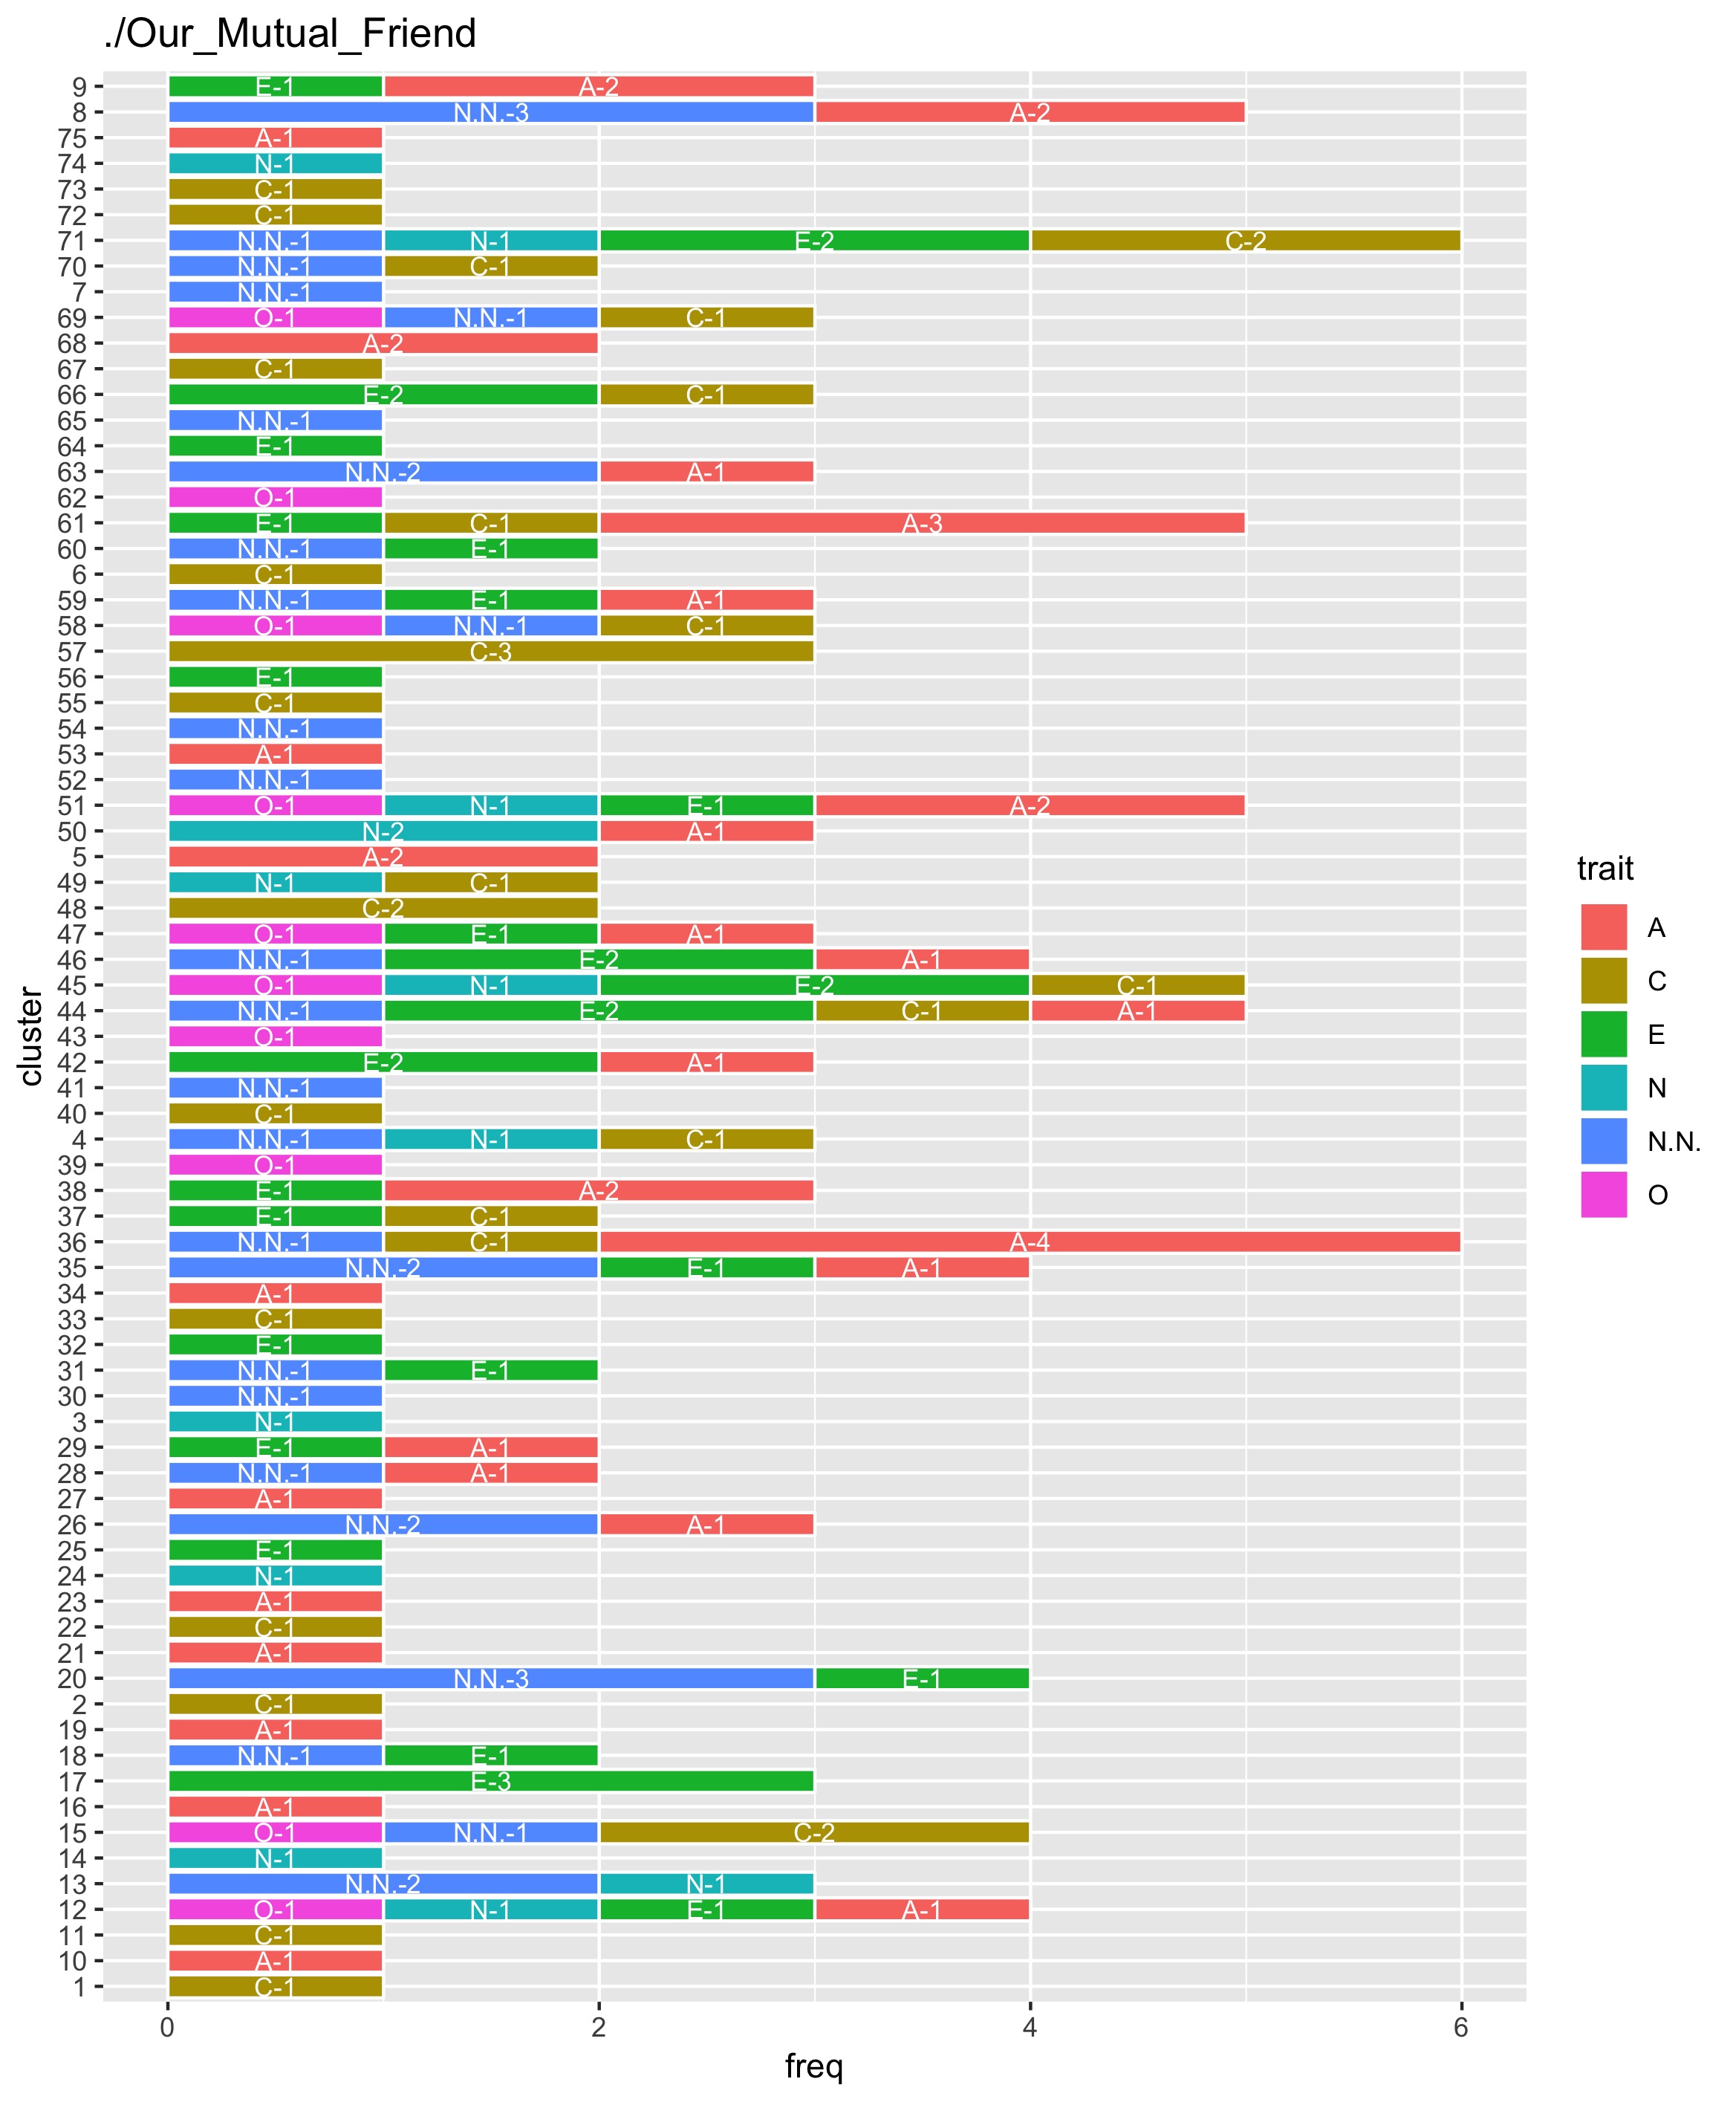 ./Our_Mutual_Friend
9 E-1 A-2
8 N.N.-3 A-2
75 A-1
74 N-1
73 C-1
72 C-1
71 N.N.-1 N-1 E-2 C-2
70 N.N.-1 C-1
7 N.N.-1
69 O-1 N.N.-1 C-1
68 A-2
67 C-1
66 E-2 C-1
65 N.N.-1
64 E-1
63 N.N.-2 A-1
62 O-1
61 E-1 C-1 A-3
60 N.N.-1 E-1
6 C-1
59 N.N.-1 E-1 A-1
58 O-1 N.N.-1 C-1
57 C-3
56 E-1
55 C-1
54 N.N.-1
53 A-1
52 N.N.-1
51 O-1 N-1 E-1 A-2
50 N-2 A-1
5 A-2
49 N-1 C-1
48 C-2
47 O-1 E-1 A-1
46 N.N.-1 E-2 A-1
45 O-1 N-1 E-2 C-1
44 N.N.-1 E-2 C-1 A-1
43 O-1
42 E-2 A-1
41 N.N.-1
40 C-1
4 N.N.-1 N-1 C-1
39 O-1
38 E-1 A-2
37 E-1 C-1
36 N.N.-1 C-1 A-4
35 N.N.-2 E-1 A-1
34 A-1
33 C-1
32 E-1
31 N.N.-1 E-1
30 N.N.-1
3 N-1
29 E-1 A-1
28 N.N.-1 A-1
27 A-1
26 N.N.-2 A-1
25 E-1
24 N-1
23 A-1
22 C-1
21 A-1
20 N.N.-3 E-1
2 C-1
19 A-1
18 N.N.-1 E-1
17 E-3
16 A-1
15 O-1 N.N.-1 C-2
14 N-1
13 N.N.-2 N-1
12 O-1 N-1 E-1 A-1
11 C-1
10 A-1
1 C-1
0 2 4 6
freq
cluster
trait
A
C
E
N
N.N.
O